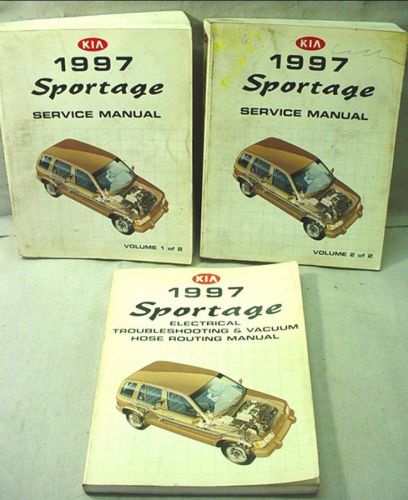 KIA
1997
Sportage
SERVICE MANUAL
VOLUME 1 of 2
KIA
1997
Sportage
SERVICE MANUAL
VOLUME 2 of 2
KIA
1997
Sportage
ELECTRICAL
TROUBLESHOOTING & VACUUM
HOSE ROUTING MANUAL